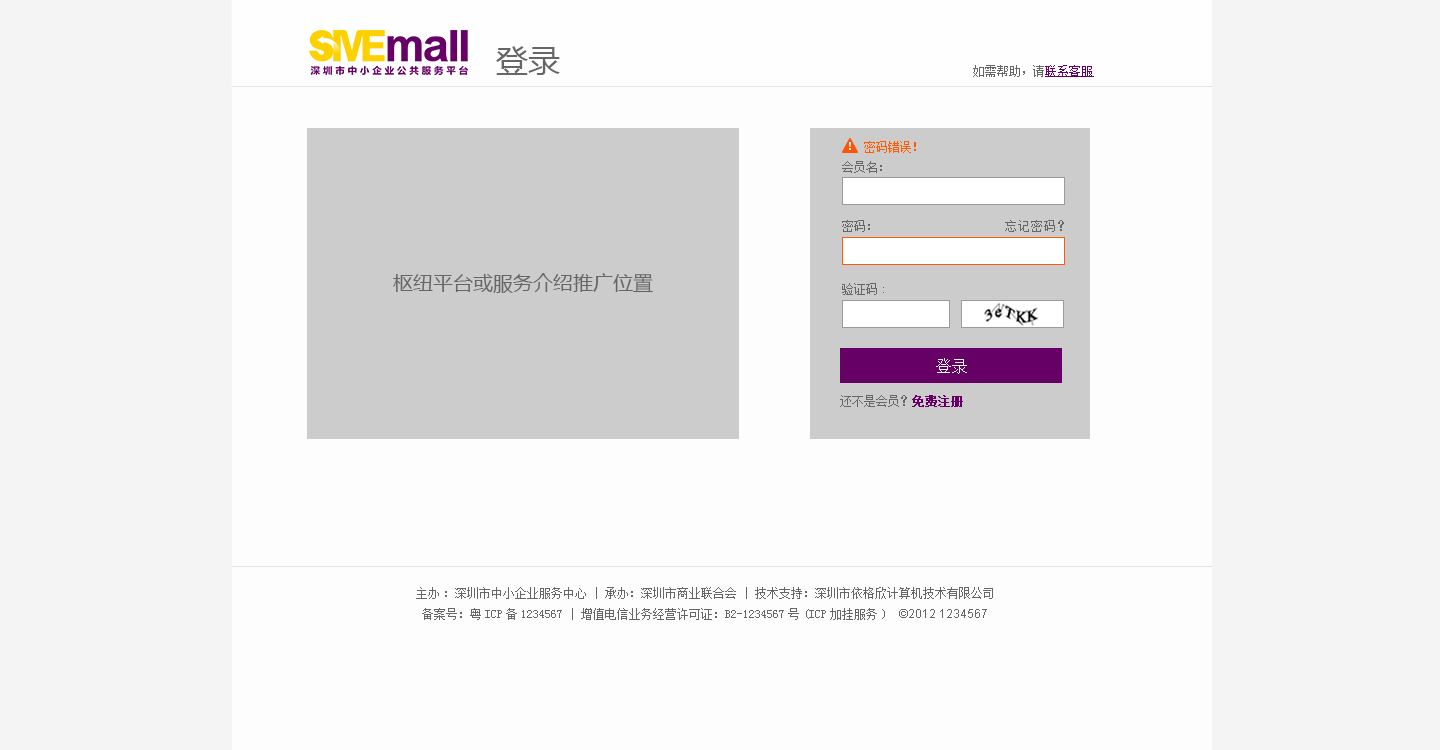 SMEmall
深圳市中小企业公共服务平台
登录
如需帮助，请联系客服
枢纽平台或服务介绍推广位置
密码错误!
会员名：
密码： 忘记密码？
验证码：
3eTKK
登录
还不是会员？免费注册
主办 ：深圳市中小企业服务中心 | 承办：深圳市商业联合会 | 技术支持：深圳市依格欣计算机技术有限公司
备案号：粤 ICP 备 1234567 | 增值电信业务经营许可证：B2-1234567 号 (ICP 加挂服务 ） ©2012 1234567